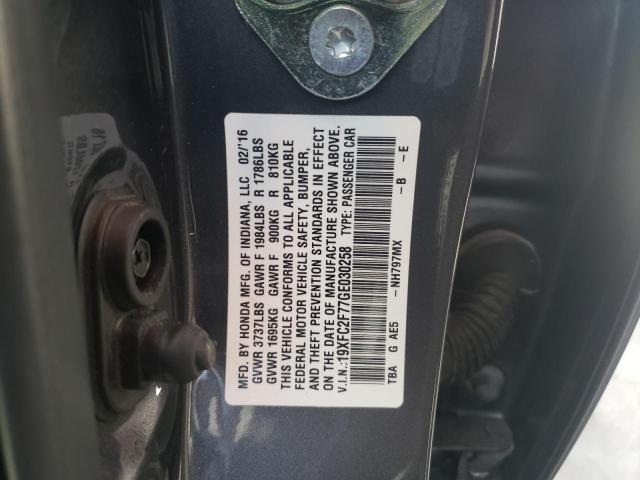 MFD. BY HONDA MFG. OF INDIANA, LLC 02/'16
GVWR 3737LBS GAWR F 1984LBS R 1786LBS
GVWR 1695KG GAWR F 900KG R 810KG
THIS VEHICLE CONFORMS TO ALL APPLICABLE
FEDERAL MOTOR VEHICLE SAFETY, BUMPER,
AND THEFT PREVENTION STANDARDS IN EFFECT
ON THE DATE OF MANUFACTURE SHOWN ABOVE.
V.I.N.:19XFC2F77GE030258 TYPE: PASSENGER CAR
TBA G AE5 -NH797MX -B -E